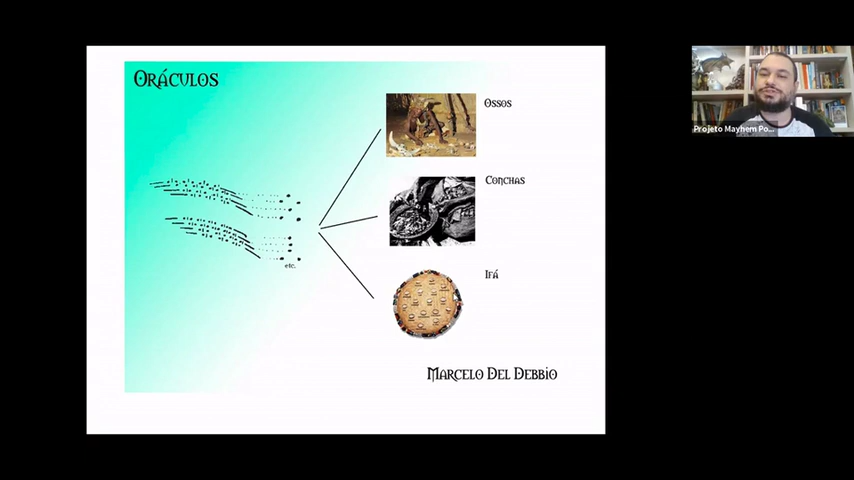 ORÁCULOS
OSSOS
CONCHAS
IFÁ
etc.
MARCELO DEL DEBBIO
Projeto Mayhem Po...